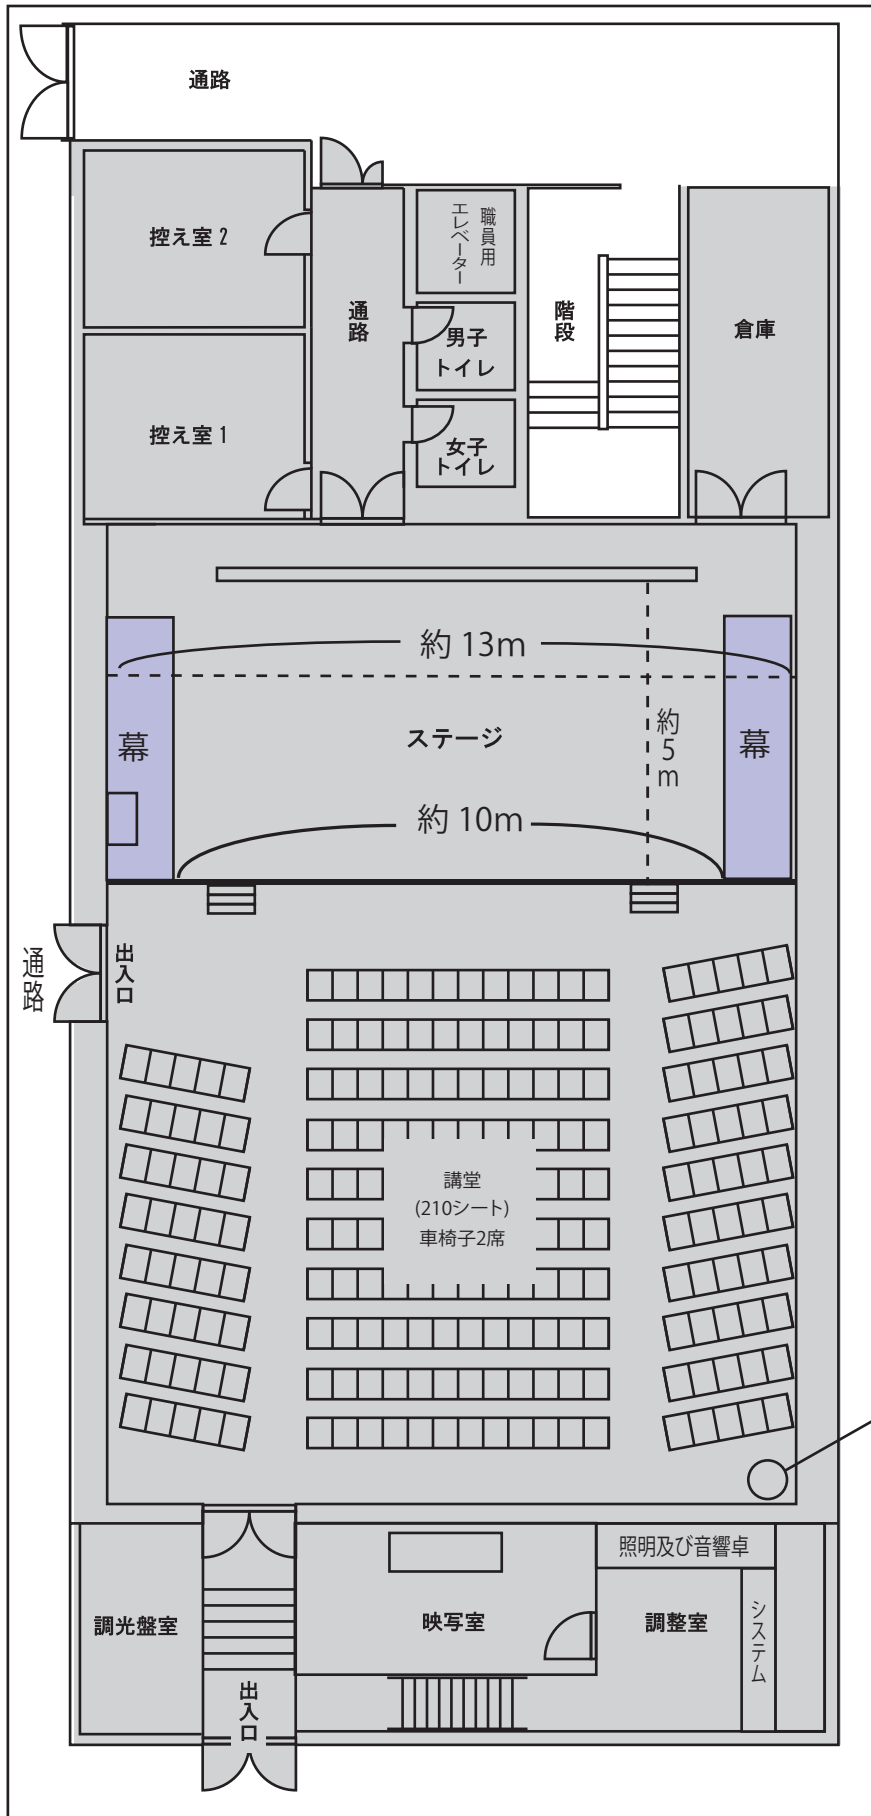 通路
控え室 2
職員用
エレベーター
通路
男子
トイレ
階段
倉庫
控え室 1
女子
トイレ
約 13m
幕
ステージ
約5m
幕
約 10m
通路
出入口
講堂
(210シート)
車椅子2席
照明及び音響卓
調光盤室
映写室
調整室
システム
出入口